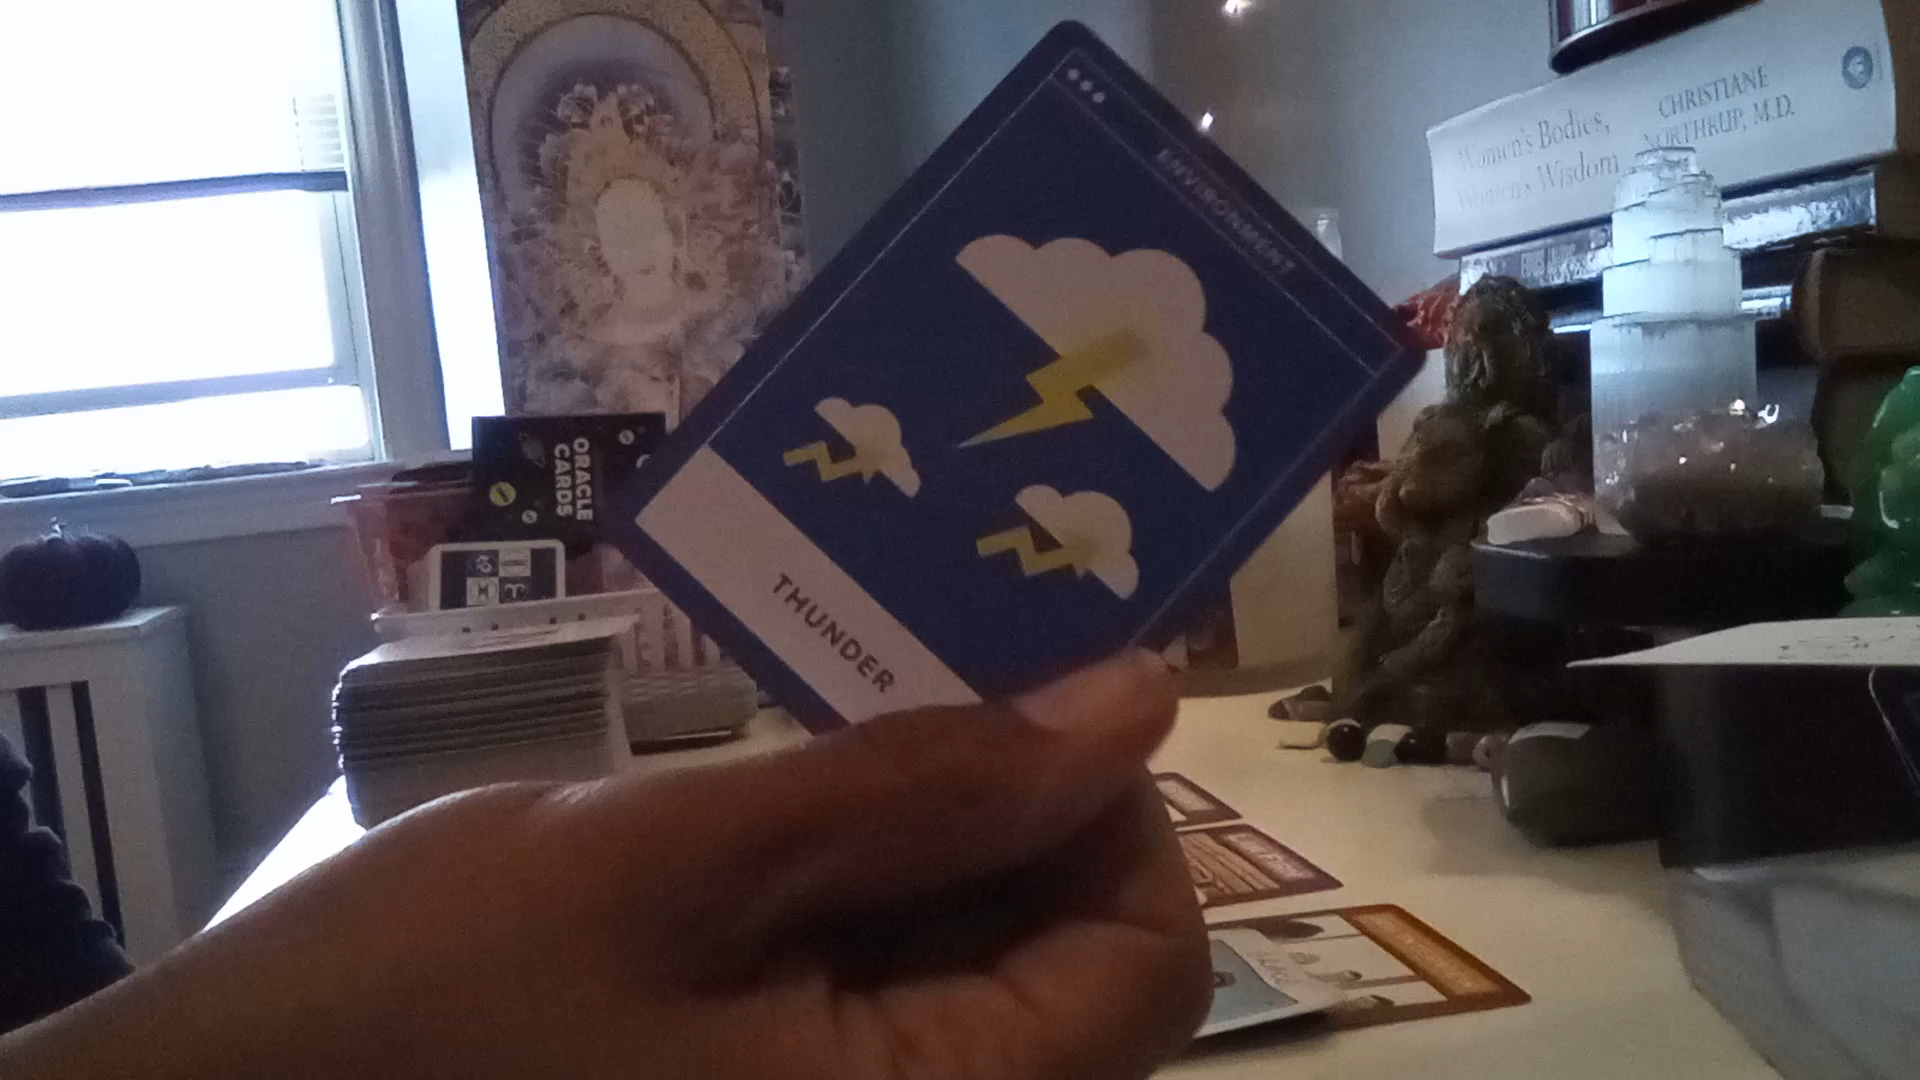 ENVIRONMENT
THUNDER
ORACLE
CARDS
Women's Bodies,
Women's Wisdom
CHRISTIANE
NORTHRUP, M.D.